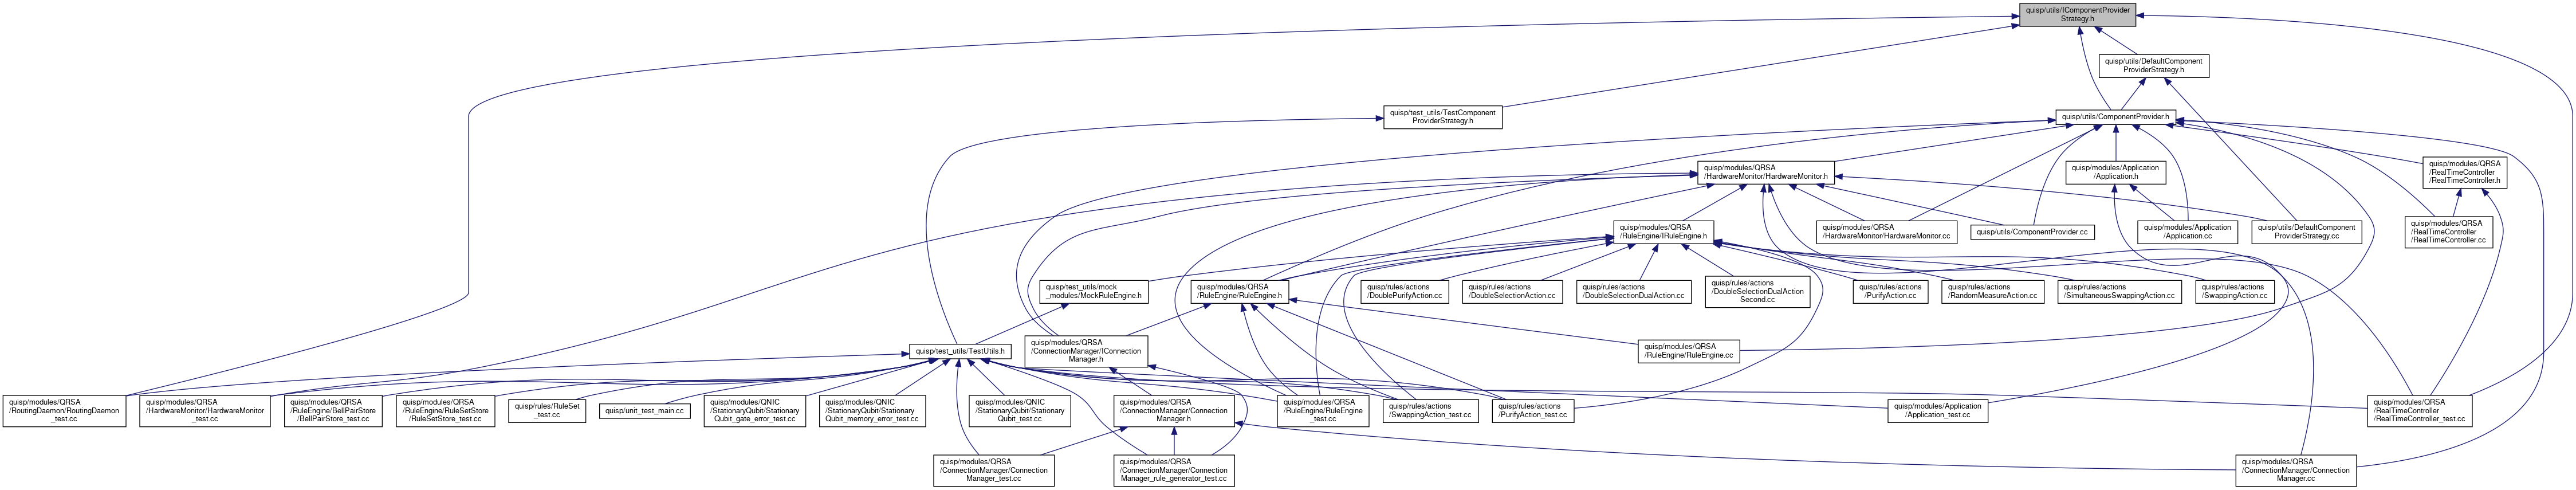 quisp/utils/IComponentProvider
Strategy.h
quisp/utils/DefaultComponent
ProviderStrategy.h
quisp/test_utils/TestComponent
ProviderStrategy.h
quisp/utils/ComponentProvider.h
quisp/modules/QRSA
/HardwareMonitor/HardwareMonitor.h
quisp/modules/Application
/Application.h
quisp/modules/QRSA
/RealTimeController
/RealTimeController.h
quisp/modules/QRSA
/RuleEngine/IRuleEngine.h
quisp/modules/QRSA
/HardwareMonitor/HardwareMonitor.cc
quisp/utils/ComponentProvider.cc
quisp/modules/Application
/Application.cc
quisp/utils/DefaultComponent
ProviderStrategy.cc
quisp/modules/QRSA
/RealTimeController
/RealTimeController.cc
quisp/test_utils/mock
_modules/MockRuleEngine.h
quisp/modules/QRSA
/RuleEngine/RuleEngine.h
quisp/rules/actions
/DoublePurifyAction.cc
quisp/rules/actions
/DoubleSelectionAction.cc
quisp/rules/actions
/DoubleSelectionDualAction.cc
quisp/rules/actions
/DoubleSelectionDualAction
Second.cc
quisp/rules/actions
/PurifyAction.cc
quisp/rules/actions
/RandomMeasureAction.cc
quisp/rules/actions
/SimultaneousSwappingAction.cc
quisp/rules/actions
/SwappingAction.cc
quisp/test_utils/TestUtils.h
quisp/modules/QRSA
/ConnectionManager/IConnection
Manager.h
quisp/modules/QRSA
/RuleEngine/RuleEngine.cc
quisp/modules/QRSA
/RoutingDaemon/RoutingDaemon
_test.cc
quisp/modules/QRSA
/HardwareMonitor/HardwareMonitor
_test.cc
quisp/modules/QRSA
/RuleEngine/BellPairStore
/BellPairStore_test.cc
quisp/modules/QRSA
/RuleEngine/RuleSetStore
/RuleSetStore_test.cc
quisp/rules/RuleSet
_test.cc
quisp/unit_test_main.cc
quisp/modules/QNIC
/StationaryQubit/Stationary
Qubit_gate_error_test.cc
quisp/modules/QNIC
/StationaryQubit/Stationary
Qubit_memory_error_test.cc
quisp/modules/QNIC
/StationaryQubit/Stationary
Qubit_test.cc
quisp/modules/QRSA
/ConnectionManager/Connection
Manager.h
quisp/modules/QRSA
/RuleEngine/RuleEngine
_test.cc
quisp/rules/actions
/SwappingAction_test.cc
quisp/rules/actions
/PurifyAction_test.cc
quisp/modules/Application
/Application_test.cc
quisp/modules/QRSA
/RealTimeController
/RealTimeController_test.cc
quisp/modules/QRSA
/ConnectionManager/Connection
Manager_test.cc
quisp/modules/QRSA
/ConnectionManager/Connection
Manager_rule_generator_test.cc
quisp/modules/QRSA
/ConnectionManager/Connection
Manager.cc